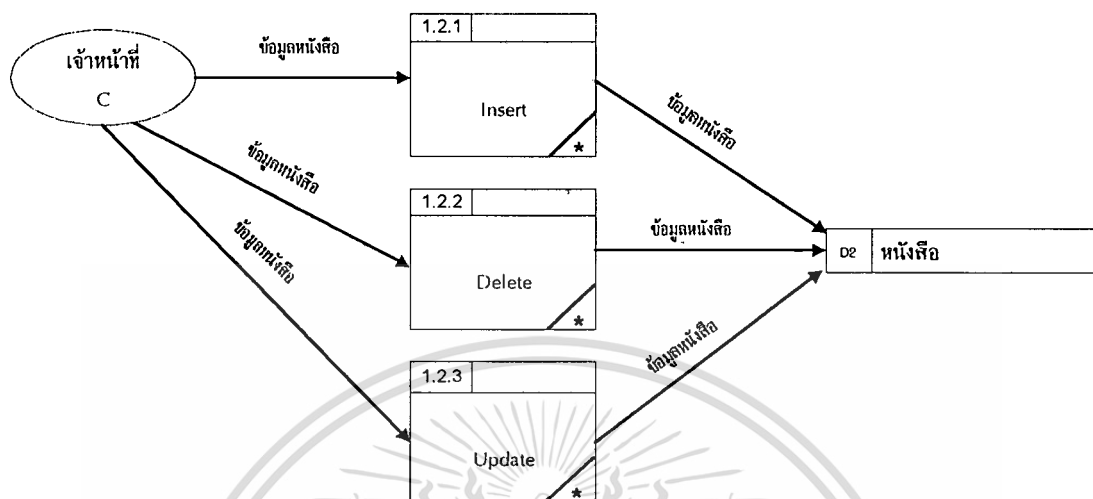 เจ้าหน้าที่
C
ข้อมูลหนังสือ
1.2.1
Insert
*
ข้อมูลหนังสือ
ข้อมูลหนังสือ
1.2.2
Delete
*
ข้อมูลหนังสือ
D2 หนังสือ
ข้อมูลหนังสือ
1.2.3
Update
*
ข้อมูลหนังสือ